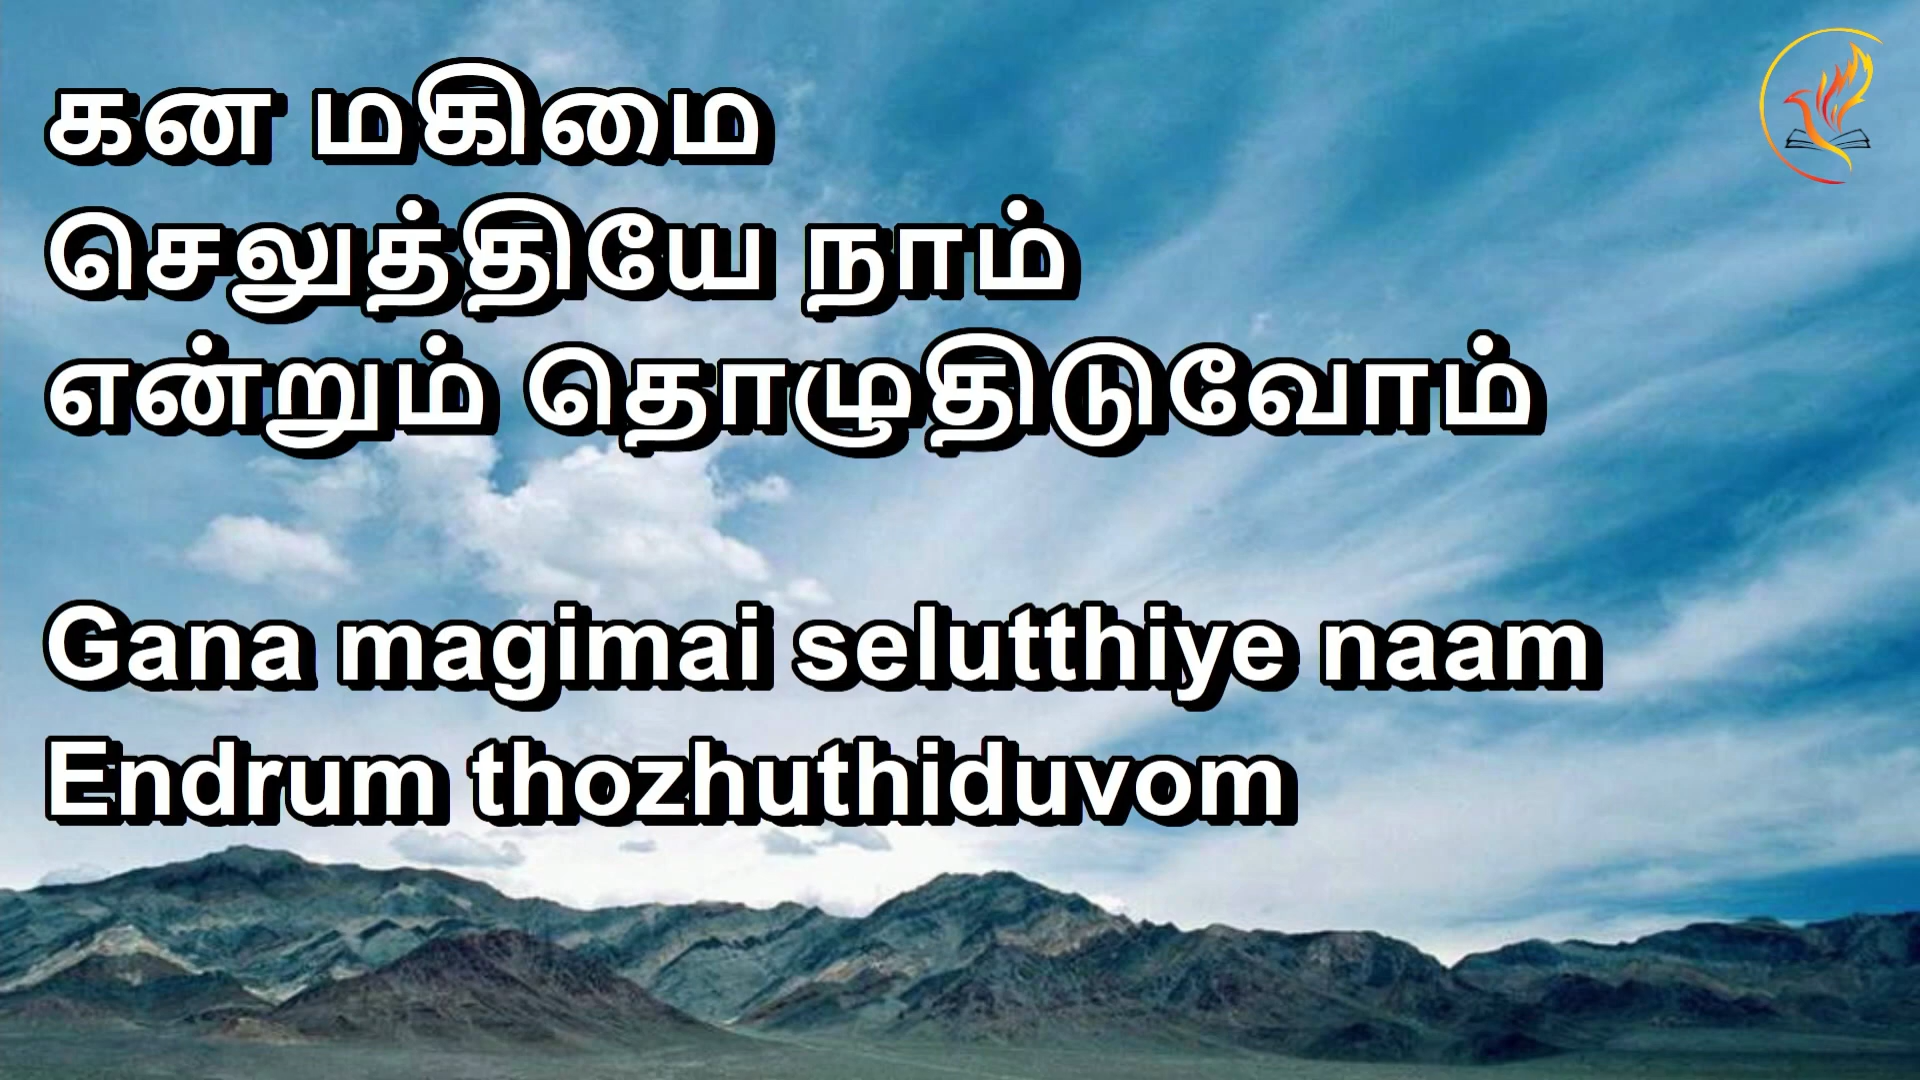 கன மகிமை
செலுத்தியே நாம்
என்றும் தொழுதிடுவோம்
Gana magimai selutthiye naam
Endrum thozhuthiduvom